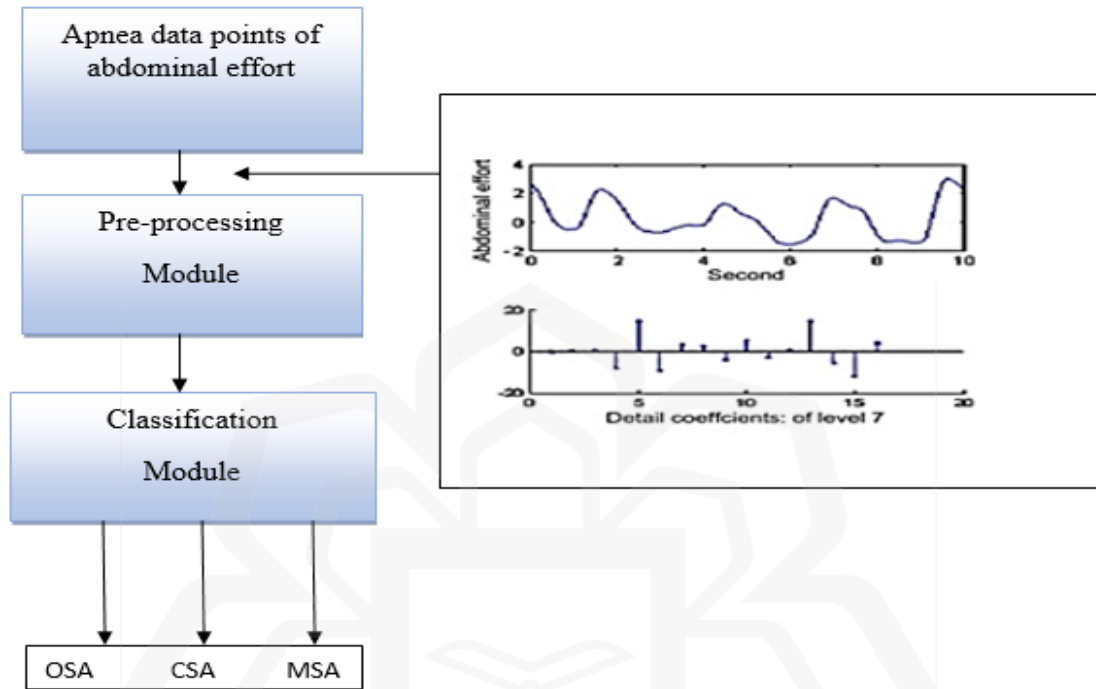 Apnea data points of
abdominal effort
Pre-processing
Module
Classification
Module
OSA CSA MSA
Abdominal effort
4
2
0
-2
0 2 4 6 8 10
Second
20
0
-20
0 5 10 15 20
Detail coeffcients: of level 7